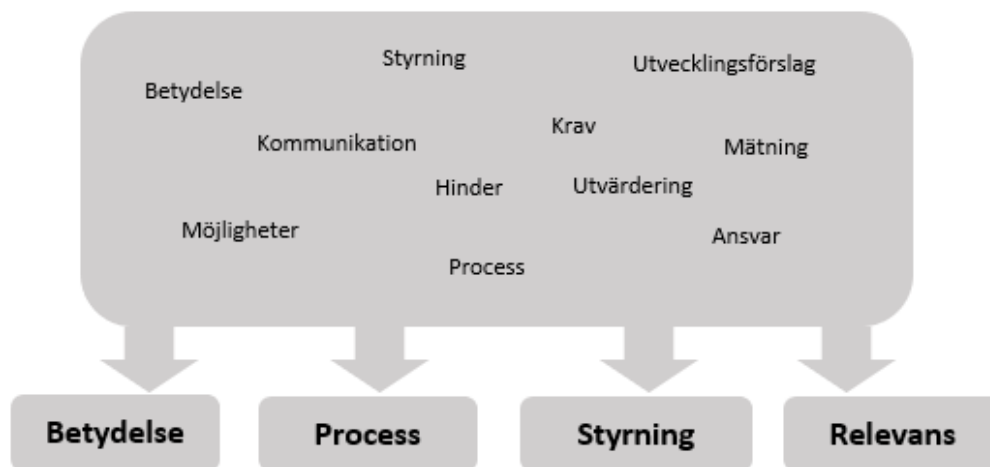 Styrning
Utvecklingsförslag
Betydelse
Krav
Kommunikation
Mätning
Hinder
Utvärdering
Möjligheter
Ansvar
Process
Betydelse
Process
Styrning
Relevans